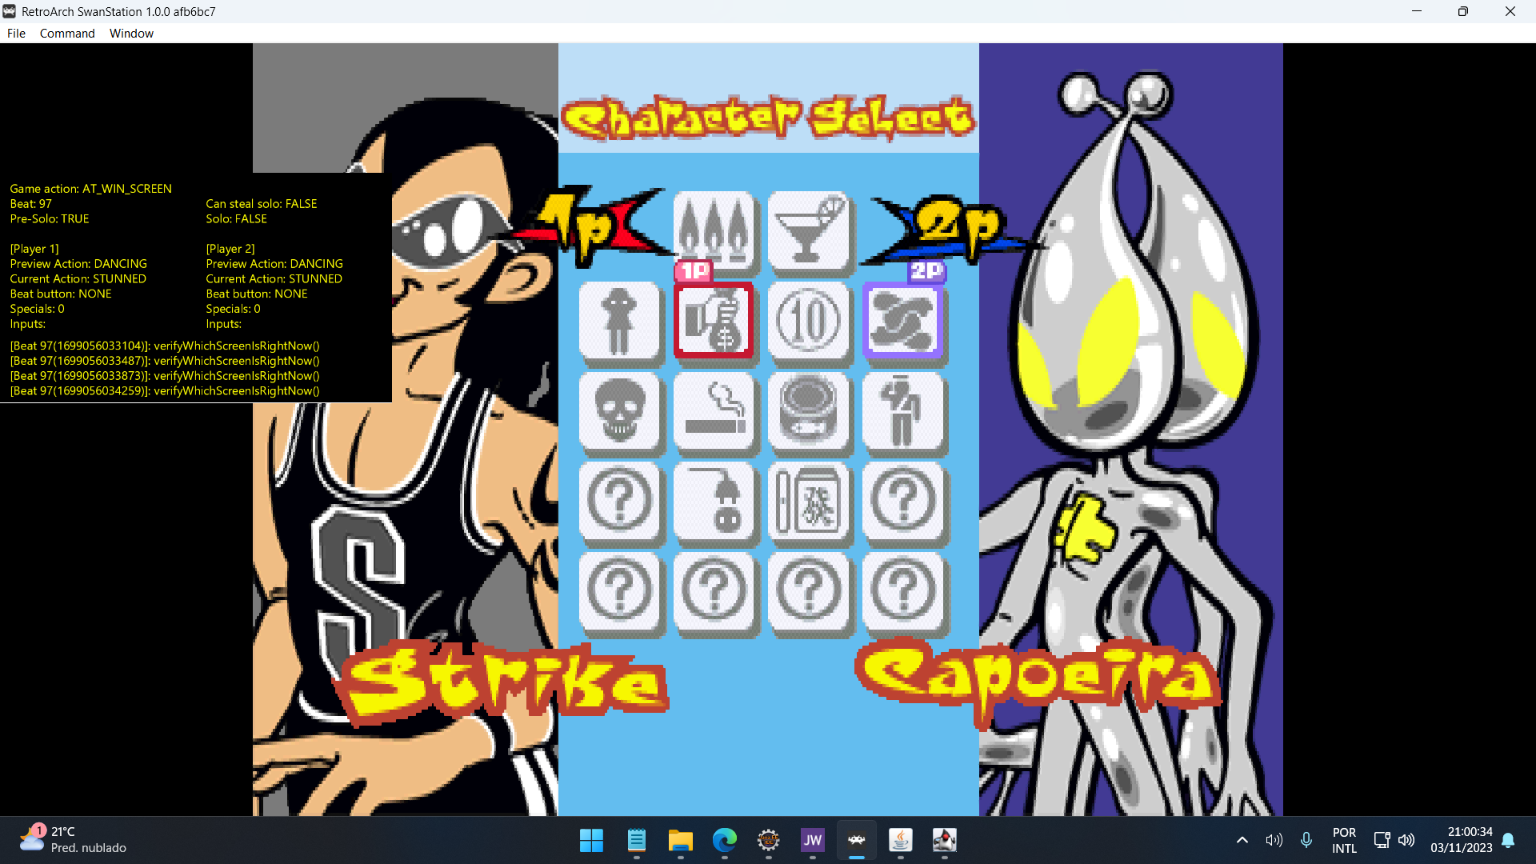 RetroArch SwanStation 1.0.0 afb6bc7
File Command Window
Character Select
Game action: AT_WIN_SCREEN
Beat: 97 Can steal solo: FALSE
Pre-Solo: TRUE Solo: FALSE
[Player 1] [Player 2]
Preview Action: DANCING Preview Action: DANCING
Current Action: STUNNED Current Action: STUNNED
Beat button: NONE Beat button: NONE
Specials: 0 Specials: 0
Inputs: Inputs:
[Beat 97(1699056033104)]: verifyWhichScreenIsRightNow()
[Beat 97(1699056033487)]: verifyWhichScreenIsRightNow()
[Beat 97(1699056033873)]: verifyWhichScreenIsRightNow()
[Beat 97(1699056034259)]: verifyWhichScreenIsRightNow()
1p 2p
1P 2P
$ 10
? ?
? ? ? ?
S
Strike Capoeira
1 21°C
Pred. nublado
JW
POR
INTL
21:00:34
03/11/2023